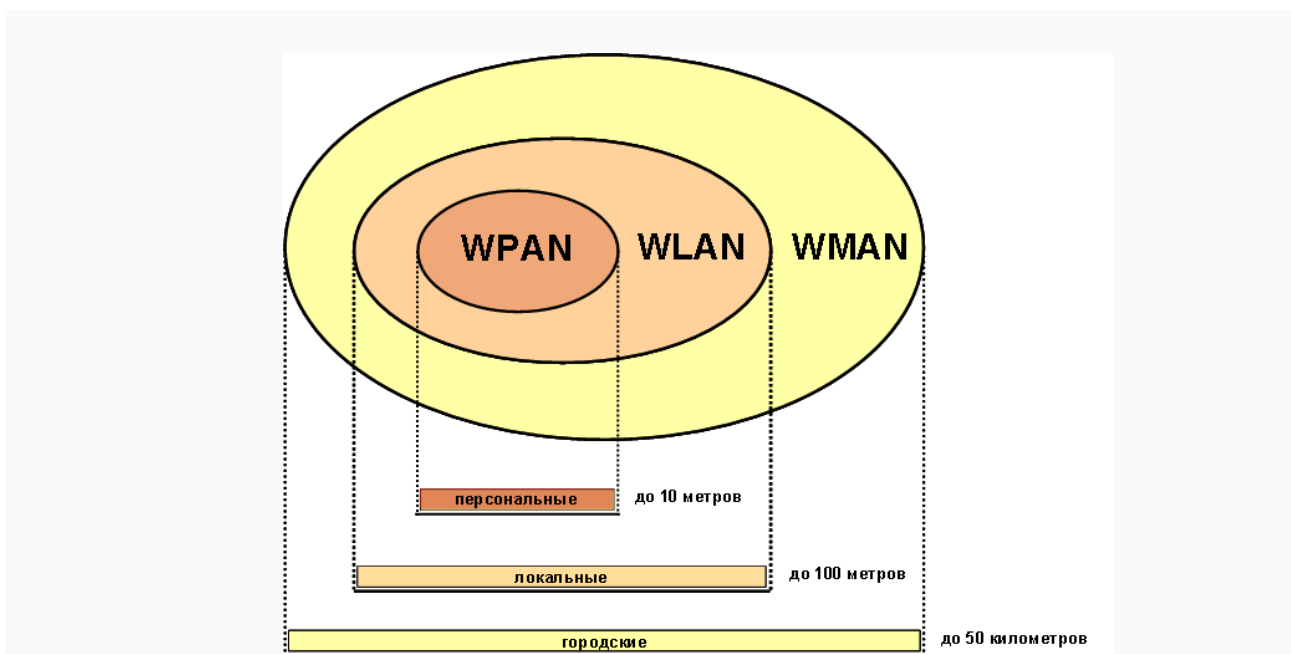 WPAN WLAN WMAN
персональные до 10 метров
локальные до 100 метров
городские до 50 километров